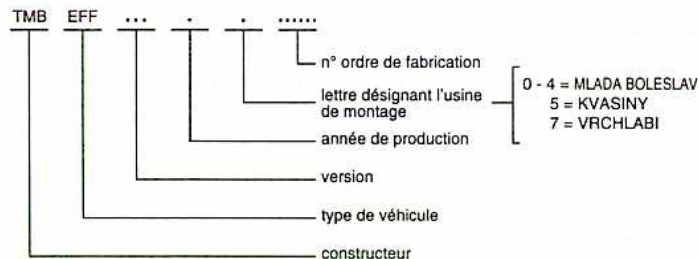 TMB EFF ... . . ......
n° ordre de fabrication
lettre désignant l'usine
de montage
0 - 4 = MLADA BOLESLAV
5 = KVASINY
7 = VRCHLABI
année de production
version
type de véhicule
constructeur